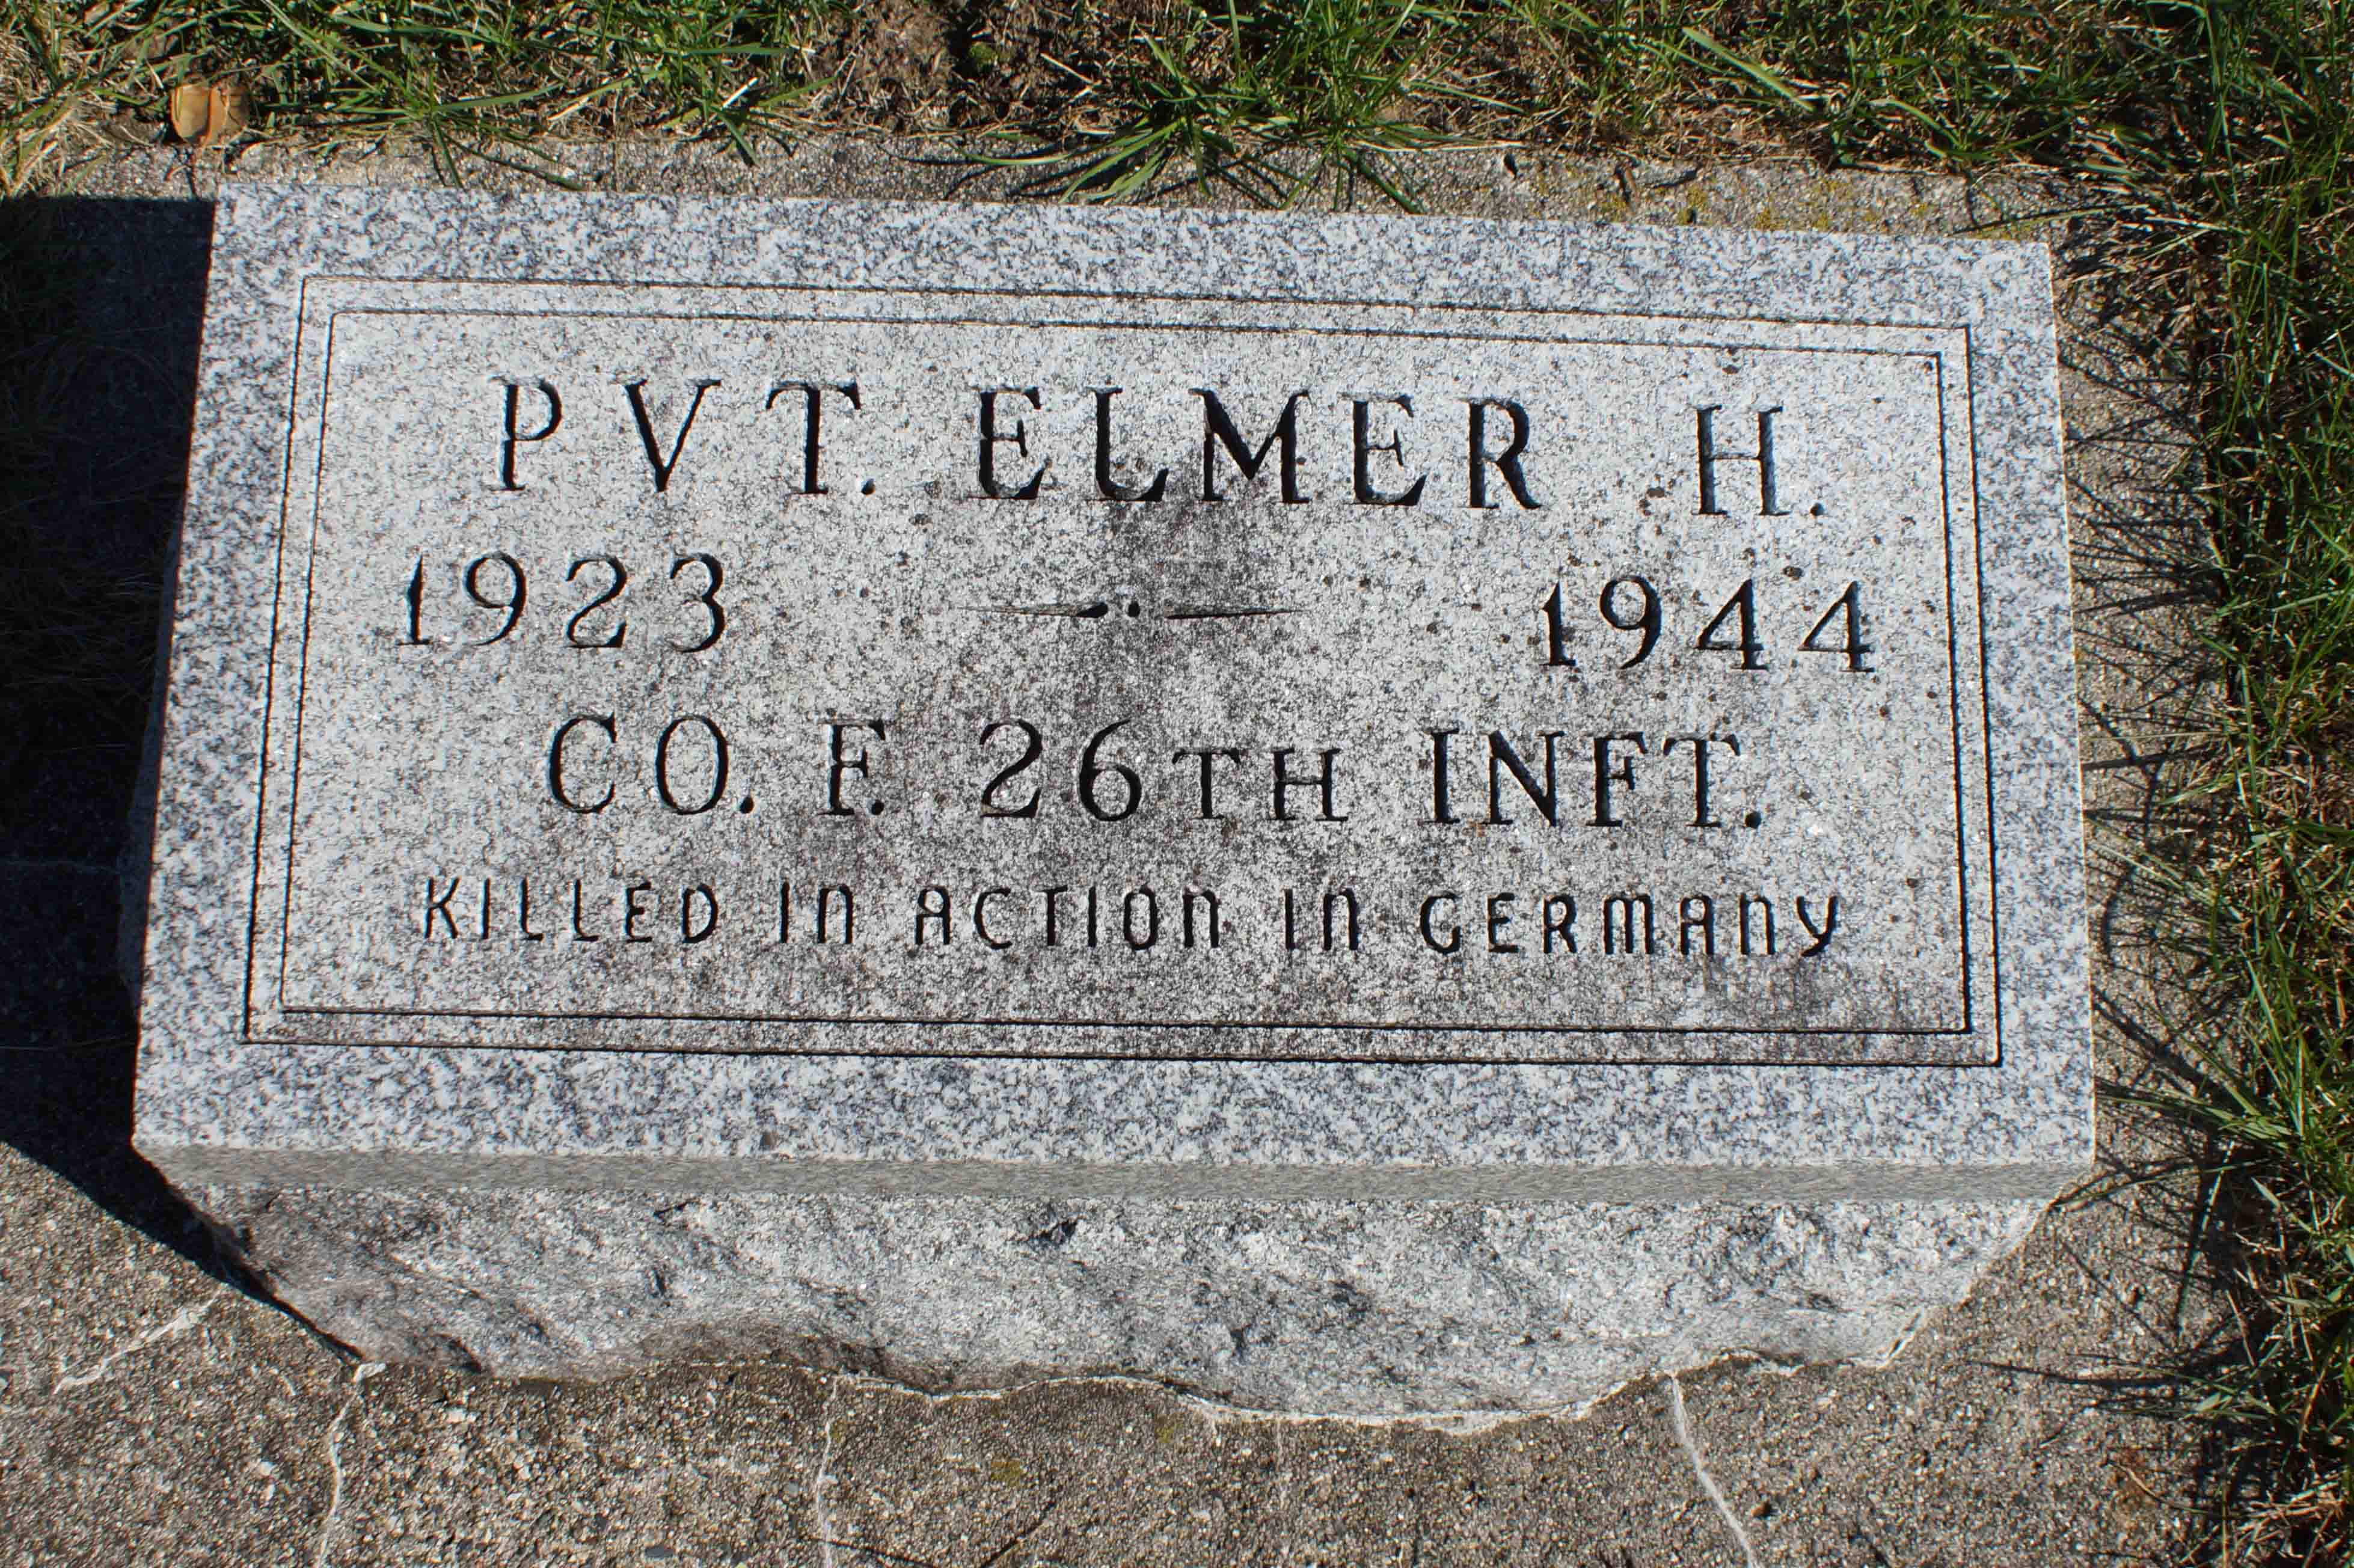 PVT. ELMER H.
1923 — 1944
CO. F. 26TH INFT.
KILLED IN ACTION IN GERMANY